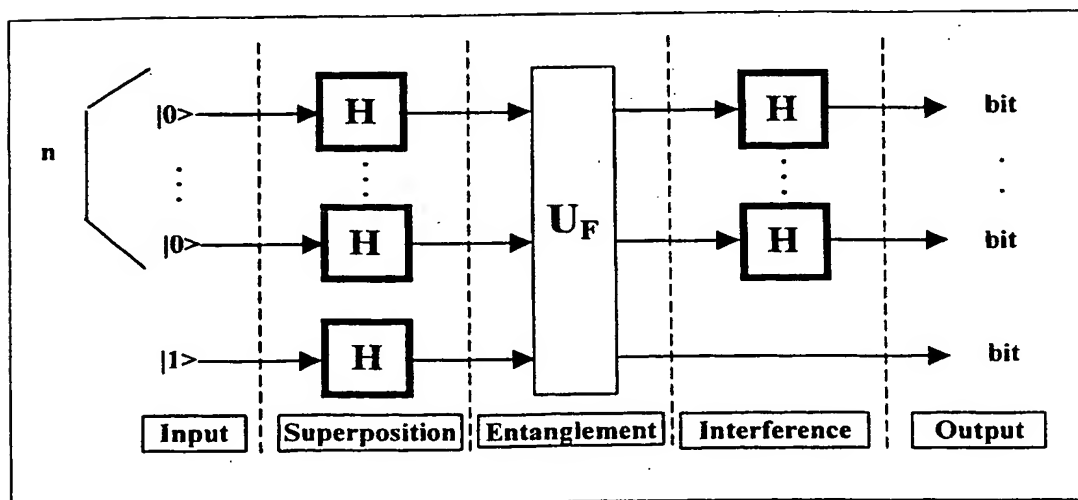 |0> H H bit
n
U_F
|0> H H bit
|1> H bit
Input Superposition Entanglement Interference Output